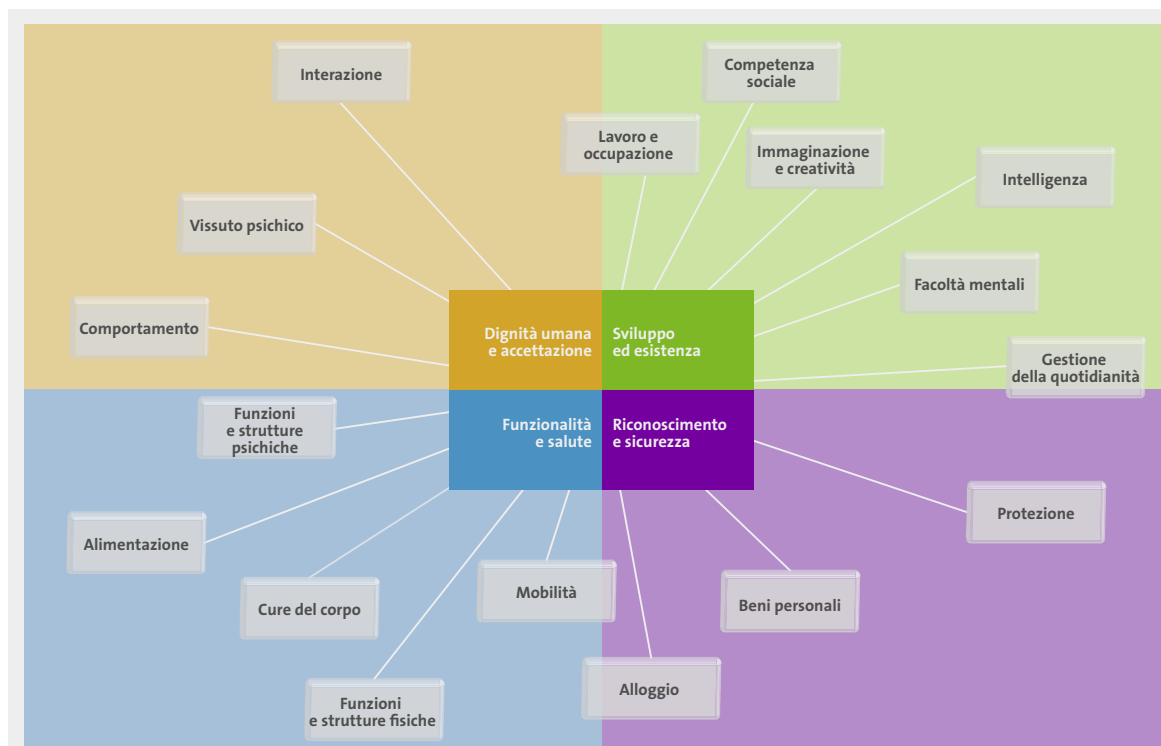 Interazione
Competenza
sociale
Lavoro e
occupazione
Immaginazione
e creatività
Intelligenza
Vissuto psichico
Facoltà mentali
Comportamento
Gestione
della quotidianità
Dignità umana
e accettazione
Sviluppo
ed esistenza
Funzionalità
e salute
Riconoscimento
e sicurezza
Funzioni
e strutture
psichiche
Alimentazione
Protezione
Cure del corpo
Mobilità
Beni personali
Funzioni
e strutture fisiche
Alloggio